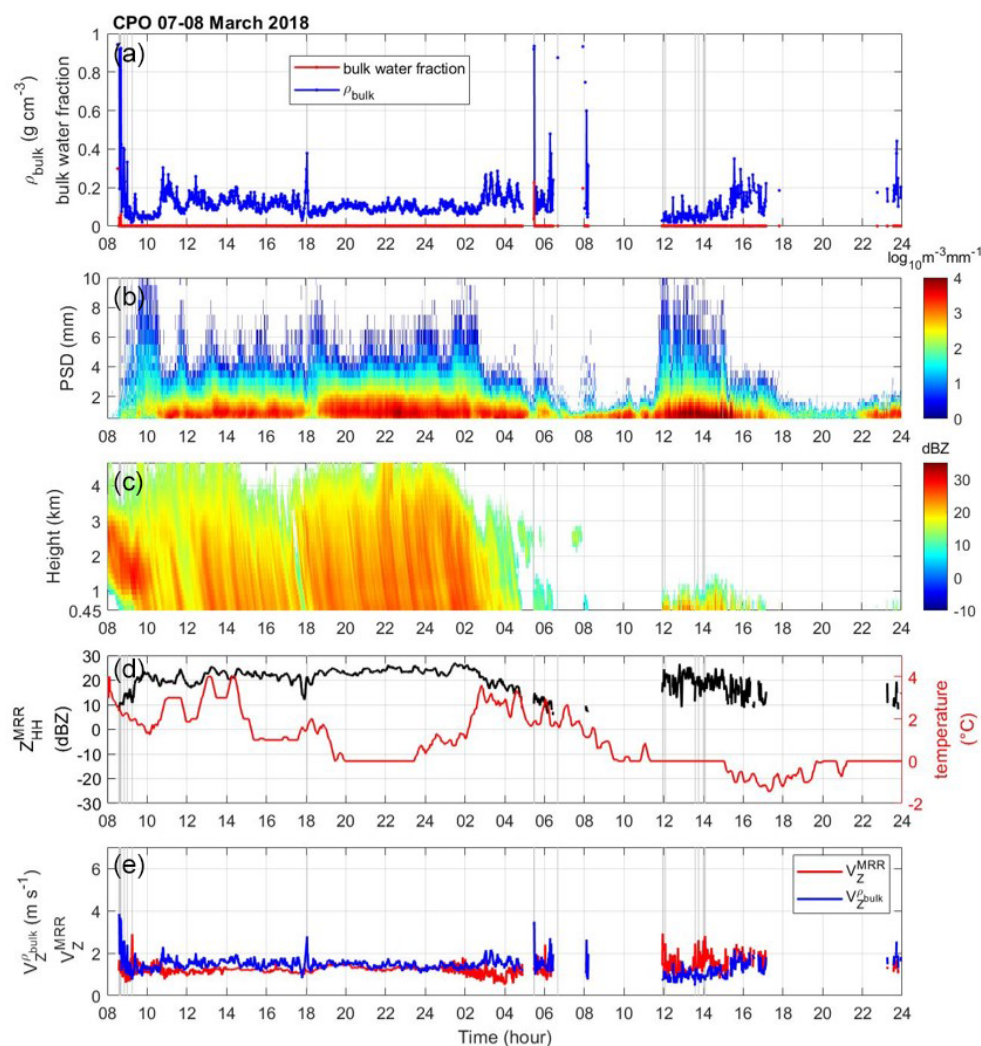 CPO 07-08 March 2018
(a)
bulk water fraction
ρbulk
ρbulk (g cm-3)
bulk water fraction
1
0.8
0.6
0.4
0.2
0
08 10 12 14 16 18 20 22 24 02 04 06 08 10 12 14 16 18 20 22 24
(b)
PSD (mm)
10
8
6
4
2
08 10 12 14 16 18 20 22 24 02 04 06 08 10 12 14 16 18 20 22 24
log10m-3mm-1
4
3
2
1
0
(c)
Height (km)
4
3
2
1
0.45
08 10 12 14 16 18 20 22 24 02 04 06 08 10 12 14 16 18 20 22 24
dBZ
30
20
10
0
-10
(d)
ZHHMRR
(dBZ)
30
20
10
0
-10
-20
-30
08 10 12 14 16 18 20 22 24 02 04 06 08 10 12 14 16 18 20 22 24
4
2
0
-2
temperature
(°C)
(e)
VZMRR
VZρbulk
VZρbulk (m s-1)
VZMRR
6
4
2
0
08 10 12 14 16 18 20 22 24 02 04 06 08 10 12 14 16 18 20 22 24
Time (hour)